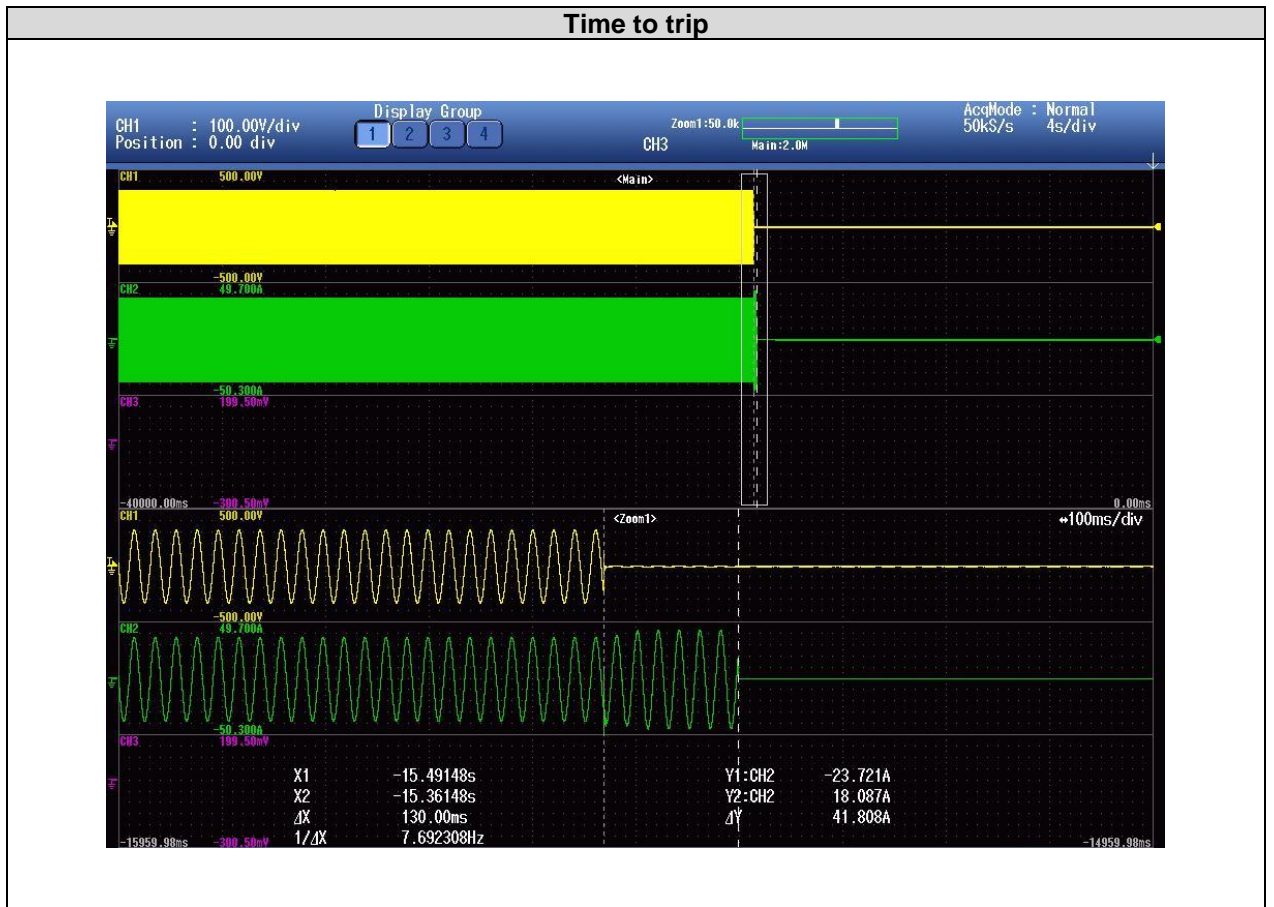 Time to trip
CH1 : 100.00V/div
Position : 0.00 div
Display Group
1 2 3 4
Zoom1:50.0k
CH3 Main:2.0M
AcqMode : Normal
50kS/s 4s/div
CH1 500.00V <Main>
-500.00V
CH2 49.700A
-50.300A
CH3 199.50mV
-40000.00ms -300.50mV 0.00ms
CH1 500.00V <Zoom1> ↔100ms/div
-500.00V
CH2 49.700A
-50.300A
CH3 199.50mV
X1 -15.49148s Y1:CH2 -23.721A
X2 -15.36148s Y2:CH2 18.087A
ΔX 130.00ms ΔY 41.808A
1/ΔX 7.692308Hz
-15959.98ms -300.50mV -14959.98ms